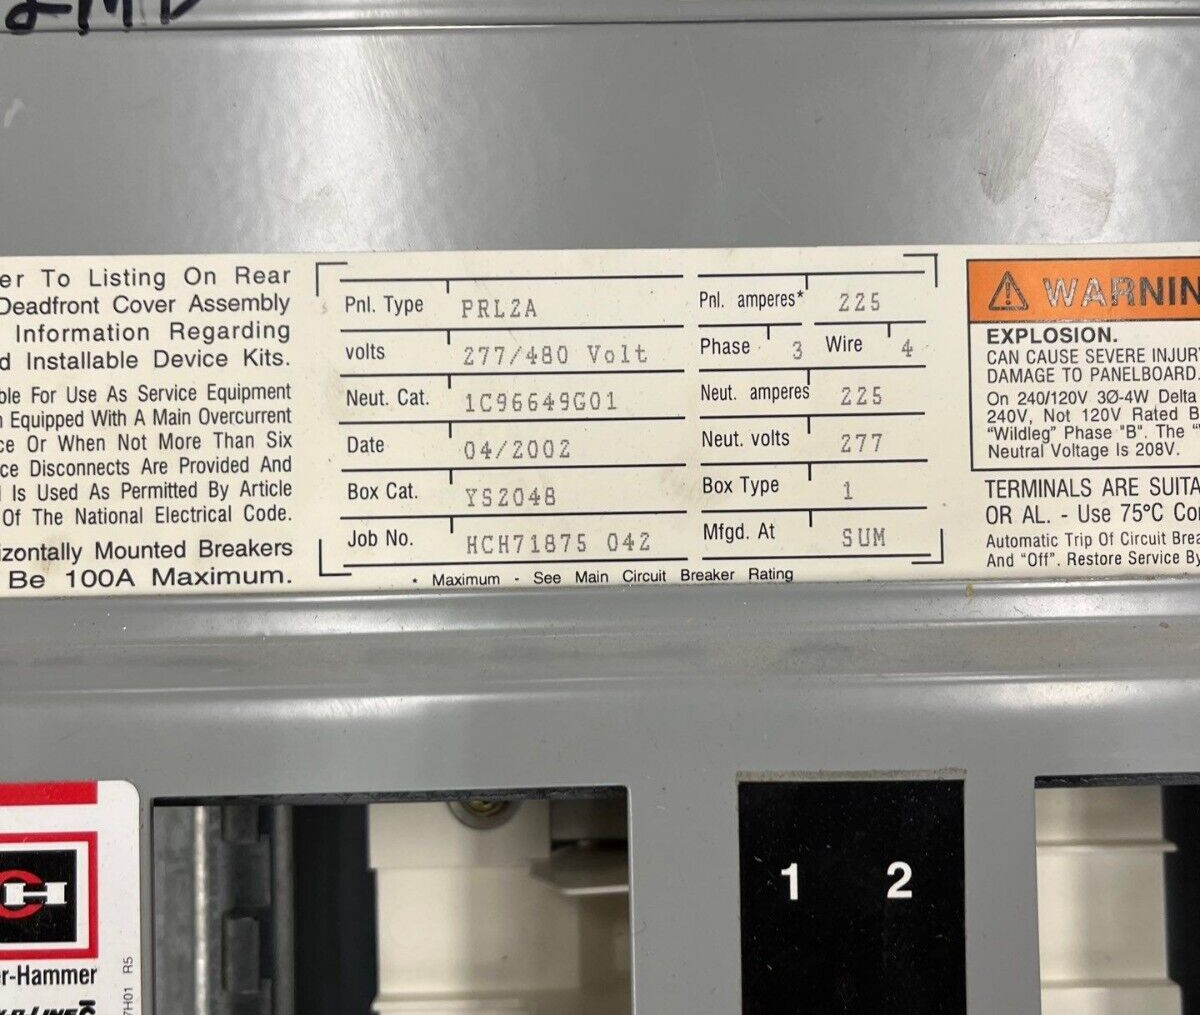 er To Listing On Rear
Deadfront Cover Assembly
Information Regarding
d Installable Device Kits.
ble For Use As Service Equipment
n Equipped With A Main Overcurrent
ce Or When Not More Than Six
ce Disconnects Are Provided And
Is Used As Permitted By Article
Of The National Electrical Code.
izontally Mounted Breakers
Be 100A Maximum.
Pnl. Type PRL2A Pnl. amperes* 225
volts 277/480 Volt Phase 3 Wire 4
Neut. Cat. 1C96649G01 Neut. amperes 225
Date 04/2002 Neut. volts 277
Box Cat. YS2048 Box Type 1
Job No. HCH71875 042 Mfgd. At SUM
* Maximum - See Main Circuit Breaker Rating
WARNIN
EXPLOSION.
CAN CAUSE SEVERE INJURY
DAMAGE TO PANELBOARD.
On 240/120V 3Ø-4W Delta
240V, Not 120V Rated B
"Wildleg" Phase "B". The "
Neutral Voltage Is 208V.
TERMINALS ARE SUITA
OR AL. - Use 75°C Co
Automatic Trip Of Circuit Brea
And "Off". Restore Service By
1 2
CH
r-Hammer
7H01 R5